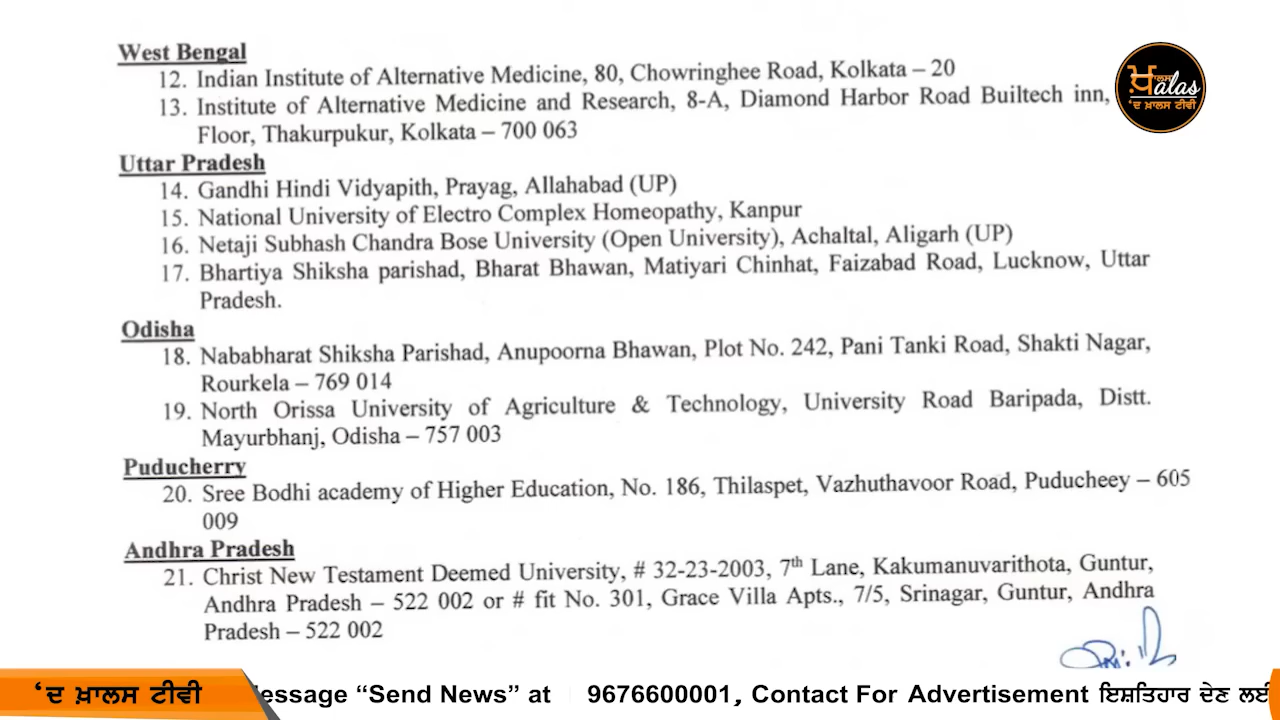 West Bengal
12. Indian Institute of Alternative Medicine, 80, Chowringhee Road, Kolkata – 20
13. Institute of Alternative Medicine and Research, 8-A, Diamond Harbor Road Builtech inn,
Floor, Thakurpukur, Kolkata – 700 063
Uttar Pradesh
14. Gandhi Hindi Vidyapith, Prayag, Allahabad (UP)
15. National University of Electro Complex Homeopathy, Kanpur
16. Netaji Subhash Chandra Bose University (Open University), Achaltal, Aligarh (UP)
17. Bhartiya Shiksha parishad, Bharat Bhawan, Matiyari Chinhat, Faizabad Road, Lucknow, Uttar
Pradesh.
Odisha
18. Nababharat Shiksha Parishad, Anupoorna Bhawan, Plot No. 242, Pani Tanki Road, Shakti Nagar,
Rourkela – 769 014
19. North Orissa University of Agriculture & Technology, University Road Baripada, Distt.
Mayurbhanj, Odisha – 757 003
Puducherry
20. Sree Bodhi academy of Higher Education, No. 186, Thilaspet, Vazhuthavoor Road, Puducheey – 605
009
Andhra Pradesh
21. Christ New Testament Deemed University, # 32-23-2003, 7th Lane, Kakumanuvarithota, Guntur,
Andhra Pradesh – 522 002 or # fit No. 301, Grace Villa Apts., 7/5, Srinagar, Guntur, Andhra
Pradesh – 522 002
ਖ਼ਾਲਸ alas
'ਦ ਖ਼ਾਲਸ ਟੀਵੀ
'ਦ ਖ਼ਾਲਸ ਟੀਵੀ
essage “Send News” at 9676600001, Contact For Advertisement ਇਸ਼ਤਿਹਾਰ ਦੇਣ ਲਈ